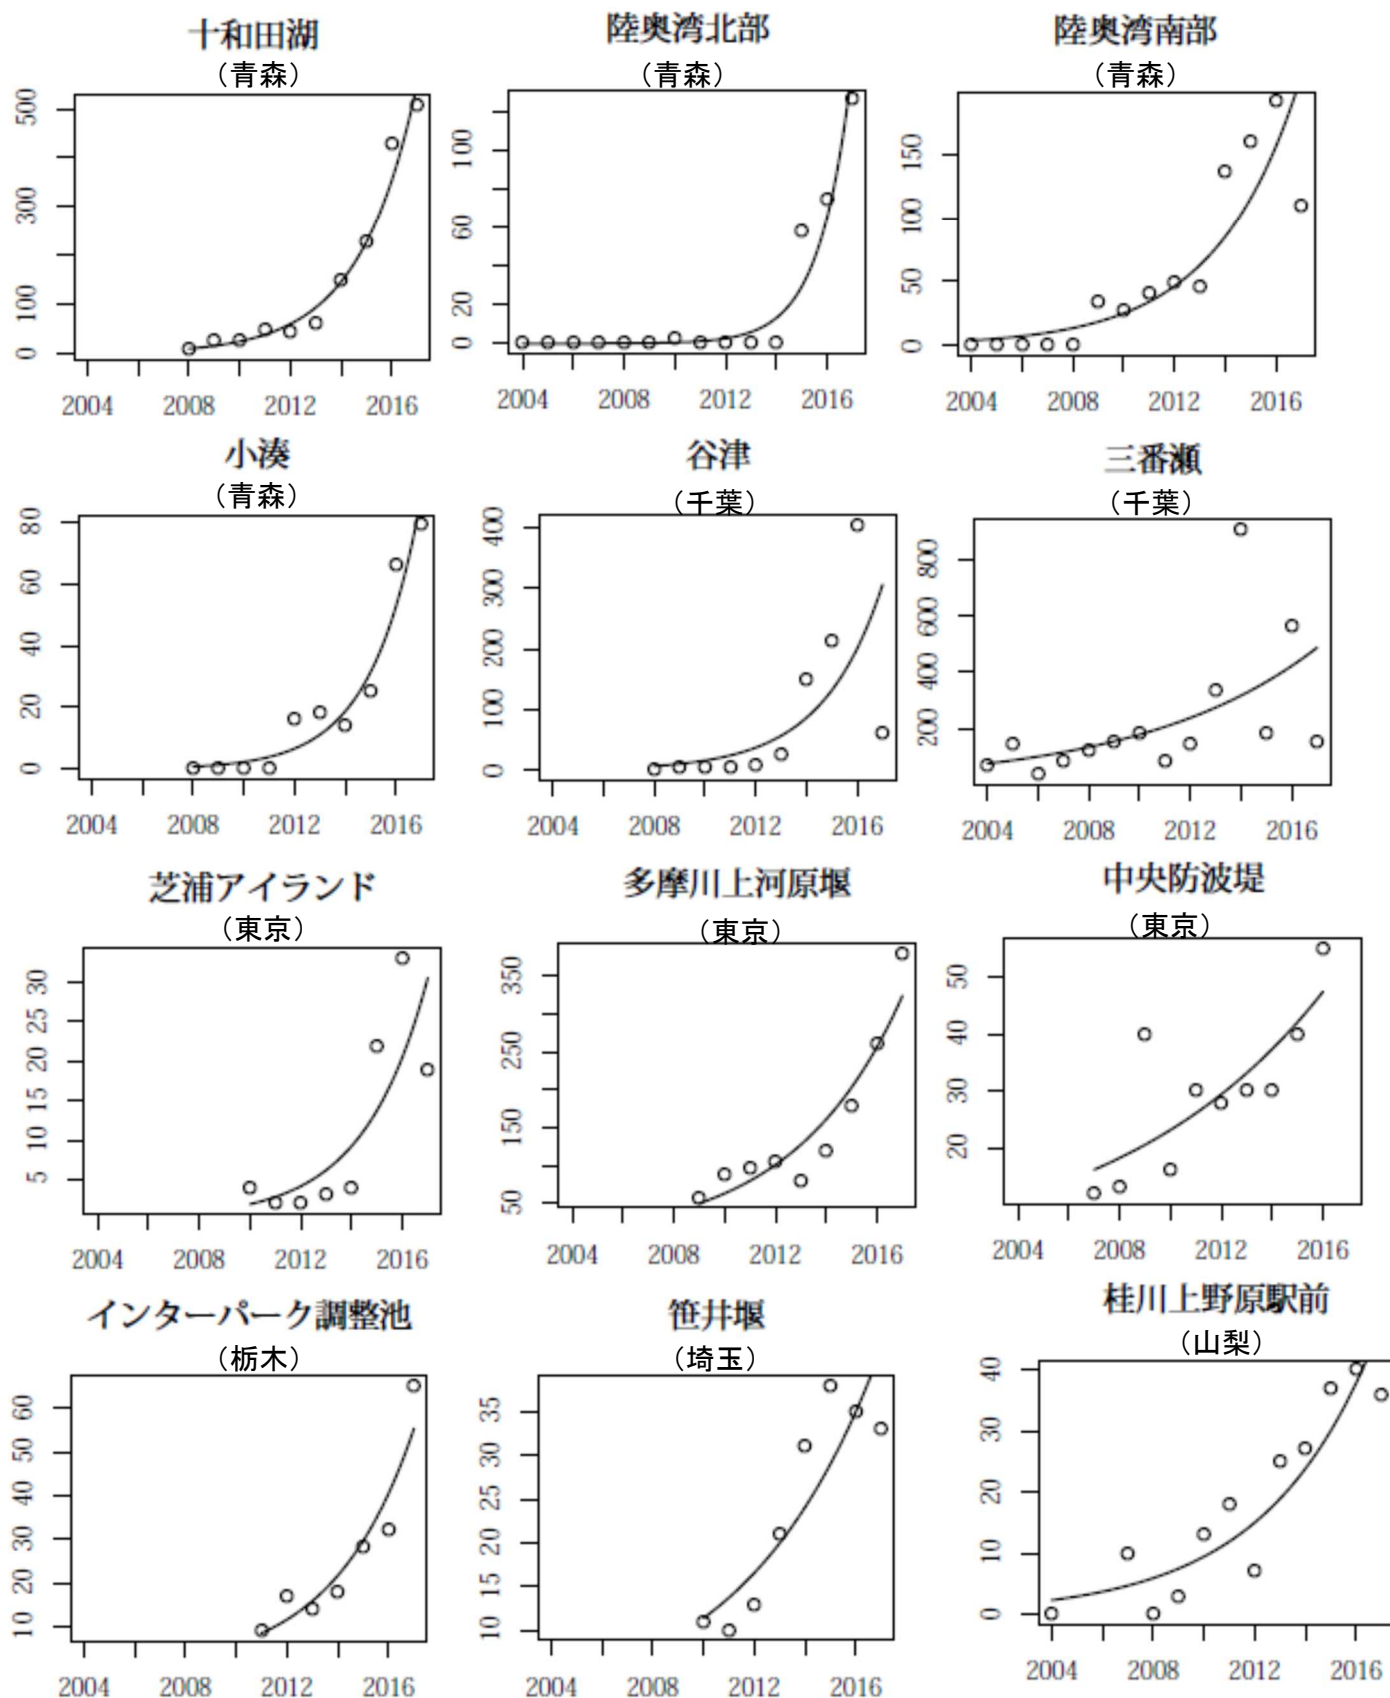 十和田湖
（青森）
500
300
100
0
2004 2008 2012 2016
陸奥湾北部
（青森）
100
60
20
0
2004 2008 2012 2016
陸奥湾南部
（青森）
150
100
50
0
2004 2008 2012 2016
小湊
（青森）
80
60
40
20
0
2004 2008 2012 2016
谷津
（千葉）
400
300
200
100
0
2004 2008 2012 2016
三番瀬
（千葉）
800
600
400
200
2004 2008 2012 2016
芝浦アイランド
（東京）
30
25
20
15
10
5
2004 2008 2012 2016
多摩川上河原堰
（東京）
350
250
150
50
2004 2008 2012 2016
中央防波堤
（東京）
50
40
30
20
2004 2008 2012 2016
インターパーク調整池
（栃木）
60
50
40
30
20
10
2004 2008 2012 2016
笹井堰
（埼玉）
35
30
25
20
15
10
2004 2008 2012 2016
桂川上野原駅前
（山梨）
40
30
20
10
0
2004 2008 2012 2016